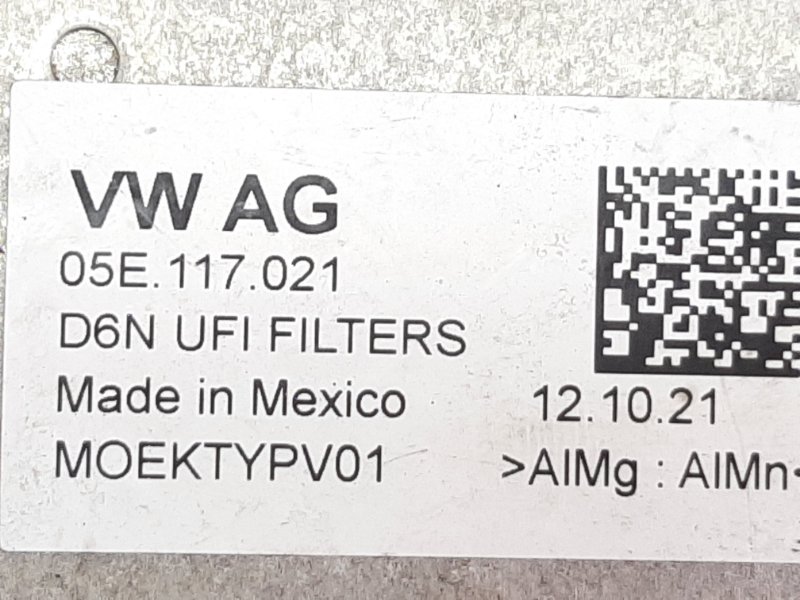 VW AG
05E.117.021
D6N UFI FILTERS
Made in Mexico
12.10.21
MOEKTYPV01
>AlMg : AlMn<